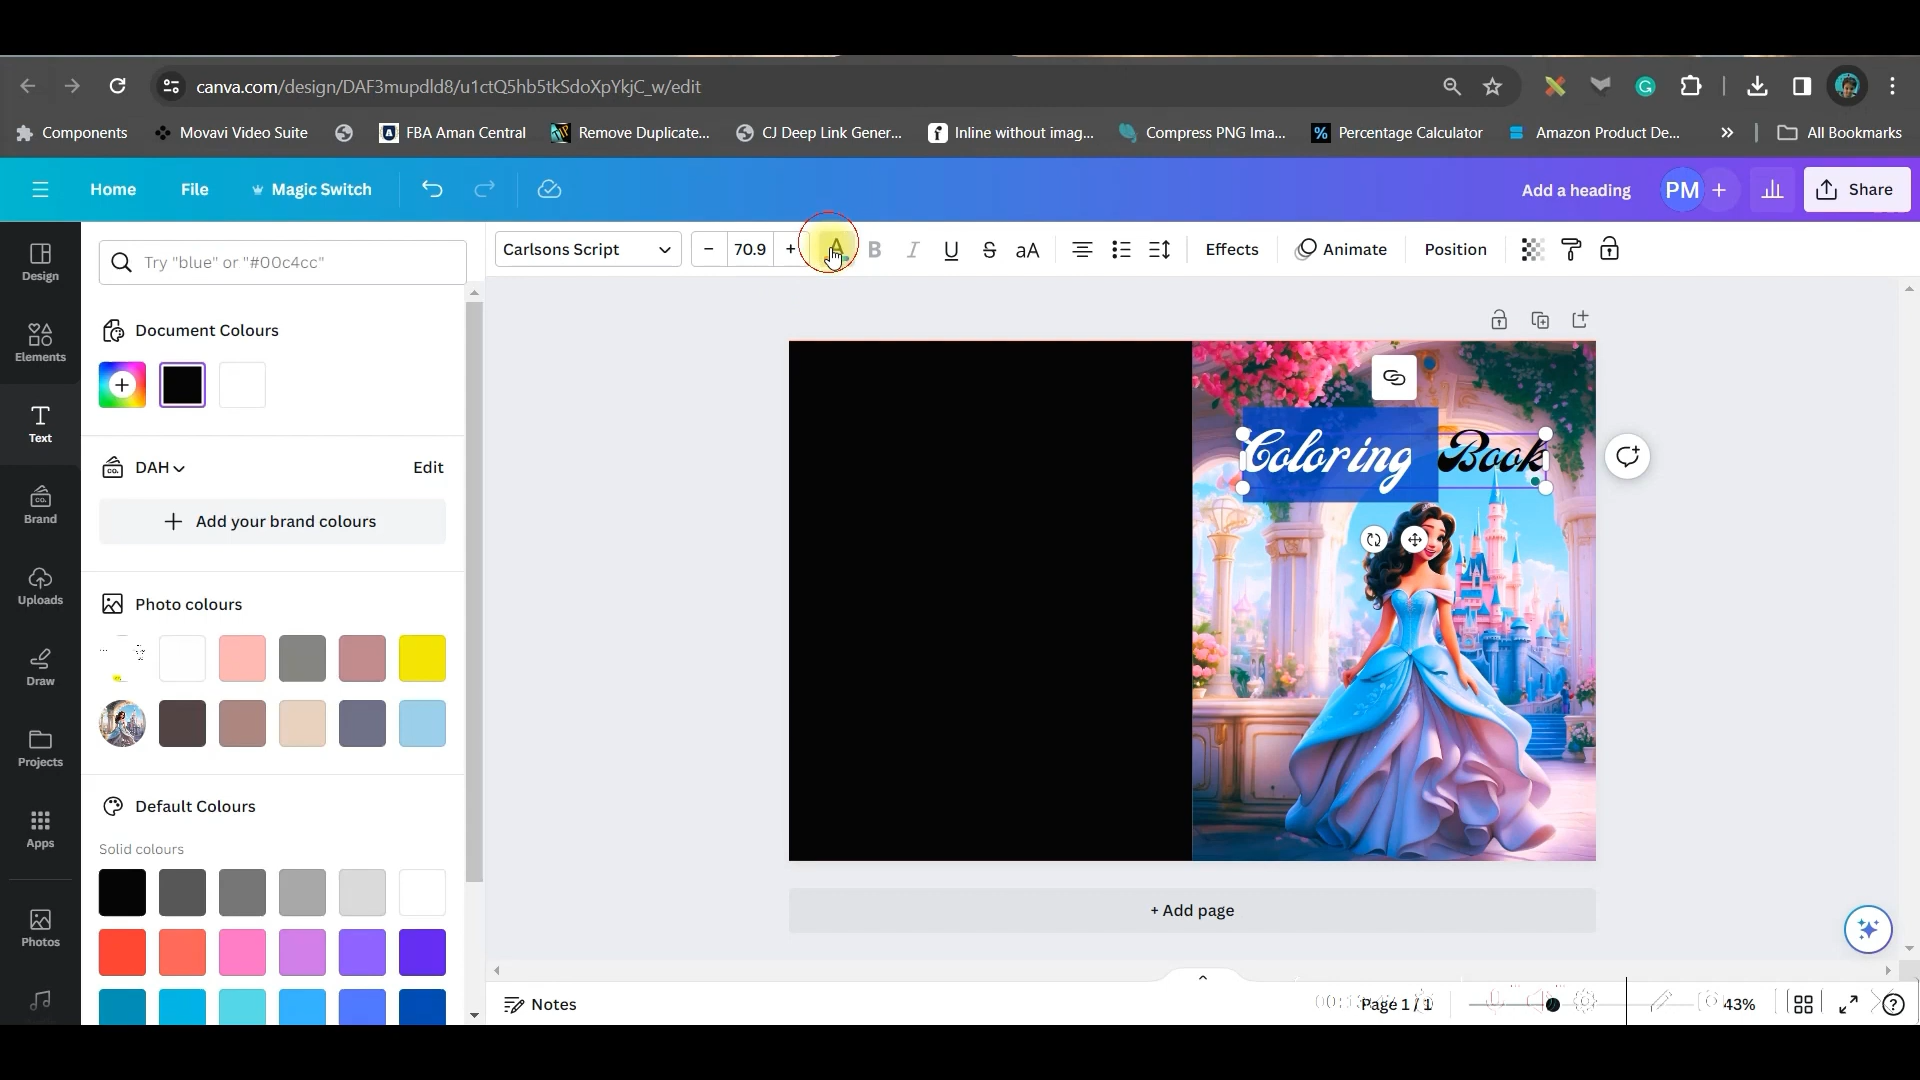 canva.com/design/DAF3mupdld8/u1ctQ5hb5tkSdoXpYkjC_w/edit
Components
Movavi Video Suite
FBA Aman Central
Remove Duplicate...
CJ Deep Link Gener...
Inline without imag...
Compress PNG Ima...
Percentage Calculator
Amazon Product De...
All Bookmarks
Home
File
Magic Switch
Add a heading
PM
Share
Carlsons Script
70.9
A
B
I
U
S
aA
Effects
Animate
Position
Design
Elements
Text
Brand
Uploads
Draw
Projects
Apps
Photos
Try "blue" or "#00c4cc"
Document Colours
DAH
Edit
Add your brand colours
Photo colours
Default Colours
Solid colours
Coloring Book
+ Add page
Notes
Page 1 / 1
43%